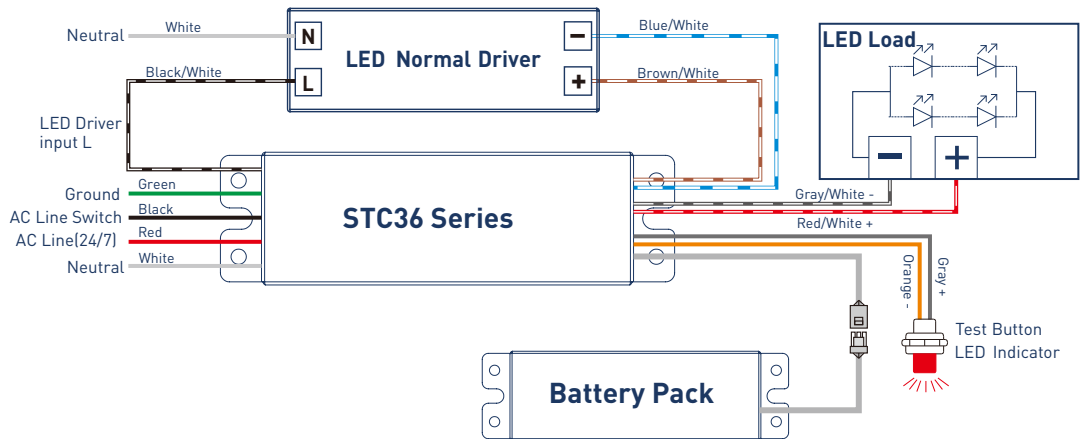 Neutral
White
N
LED Normal Driver
−
Blue/White
Black/White
L
+
Brown/White
LED Driver
input L
LED Load
−
+
Ground
Green
AC Line Switch
Black
AC Line(24/7)
Red
Neutral
White
STC36 Series
Gray/White -
Red/White +
Orange -
Gray +
Test Button
LED Indicator
Battery Pack